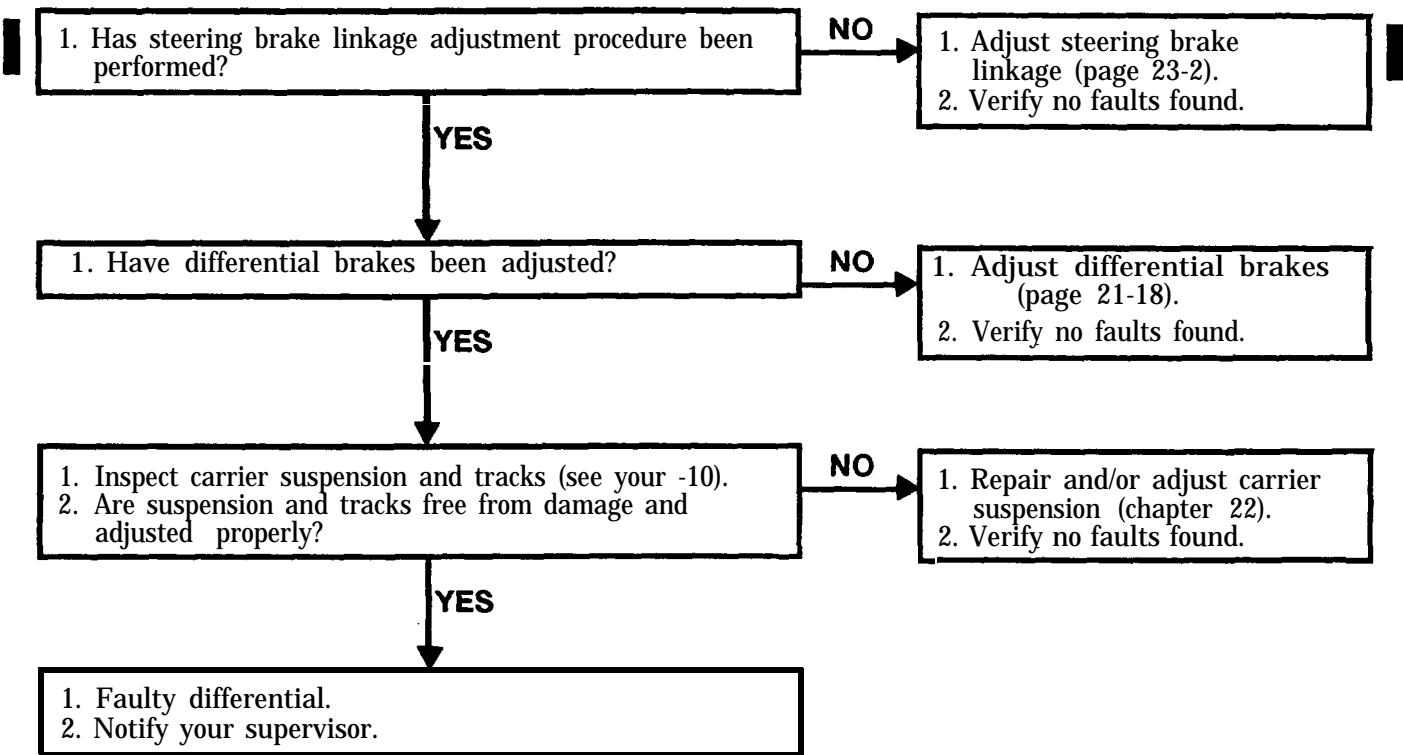 1. Has steering brake linkage adjustment procedure been
performed?
NO
1. Adjust steering brake
linkage (page 23-2).
2. Verify no faults found.
YES
1. Have differential brakes been adjusted?
NO
1. Adjust differential brakes
(page 21-18).
2. Verify no faults found.
YES
1. Inspect carrier suspension and tracks (see your -10).
2. Are suspension and tracks free from damage and
adjusted properly?
NO
1. Repair and/or adjust carrier
suspension (chapter 22).
2. Verify no faults found.
YES
1. Faulty differential.
2. Notify your supervisor.